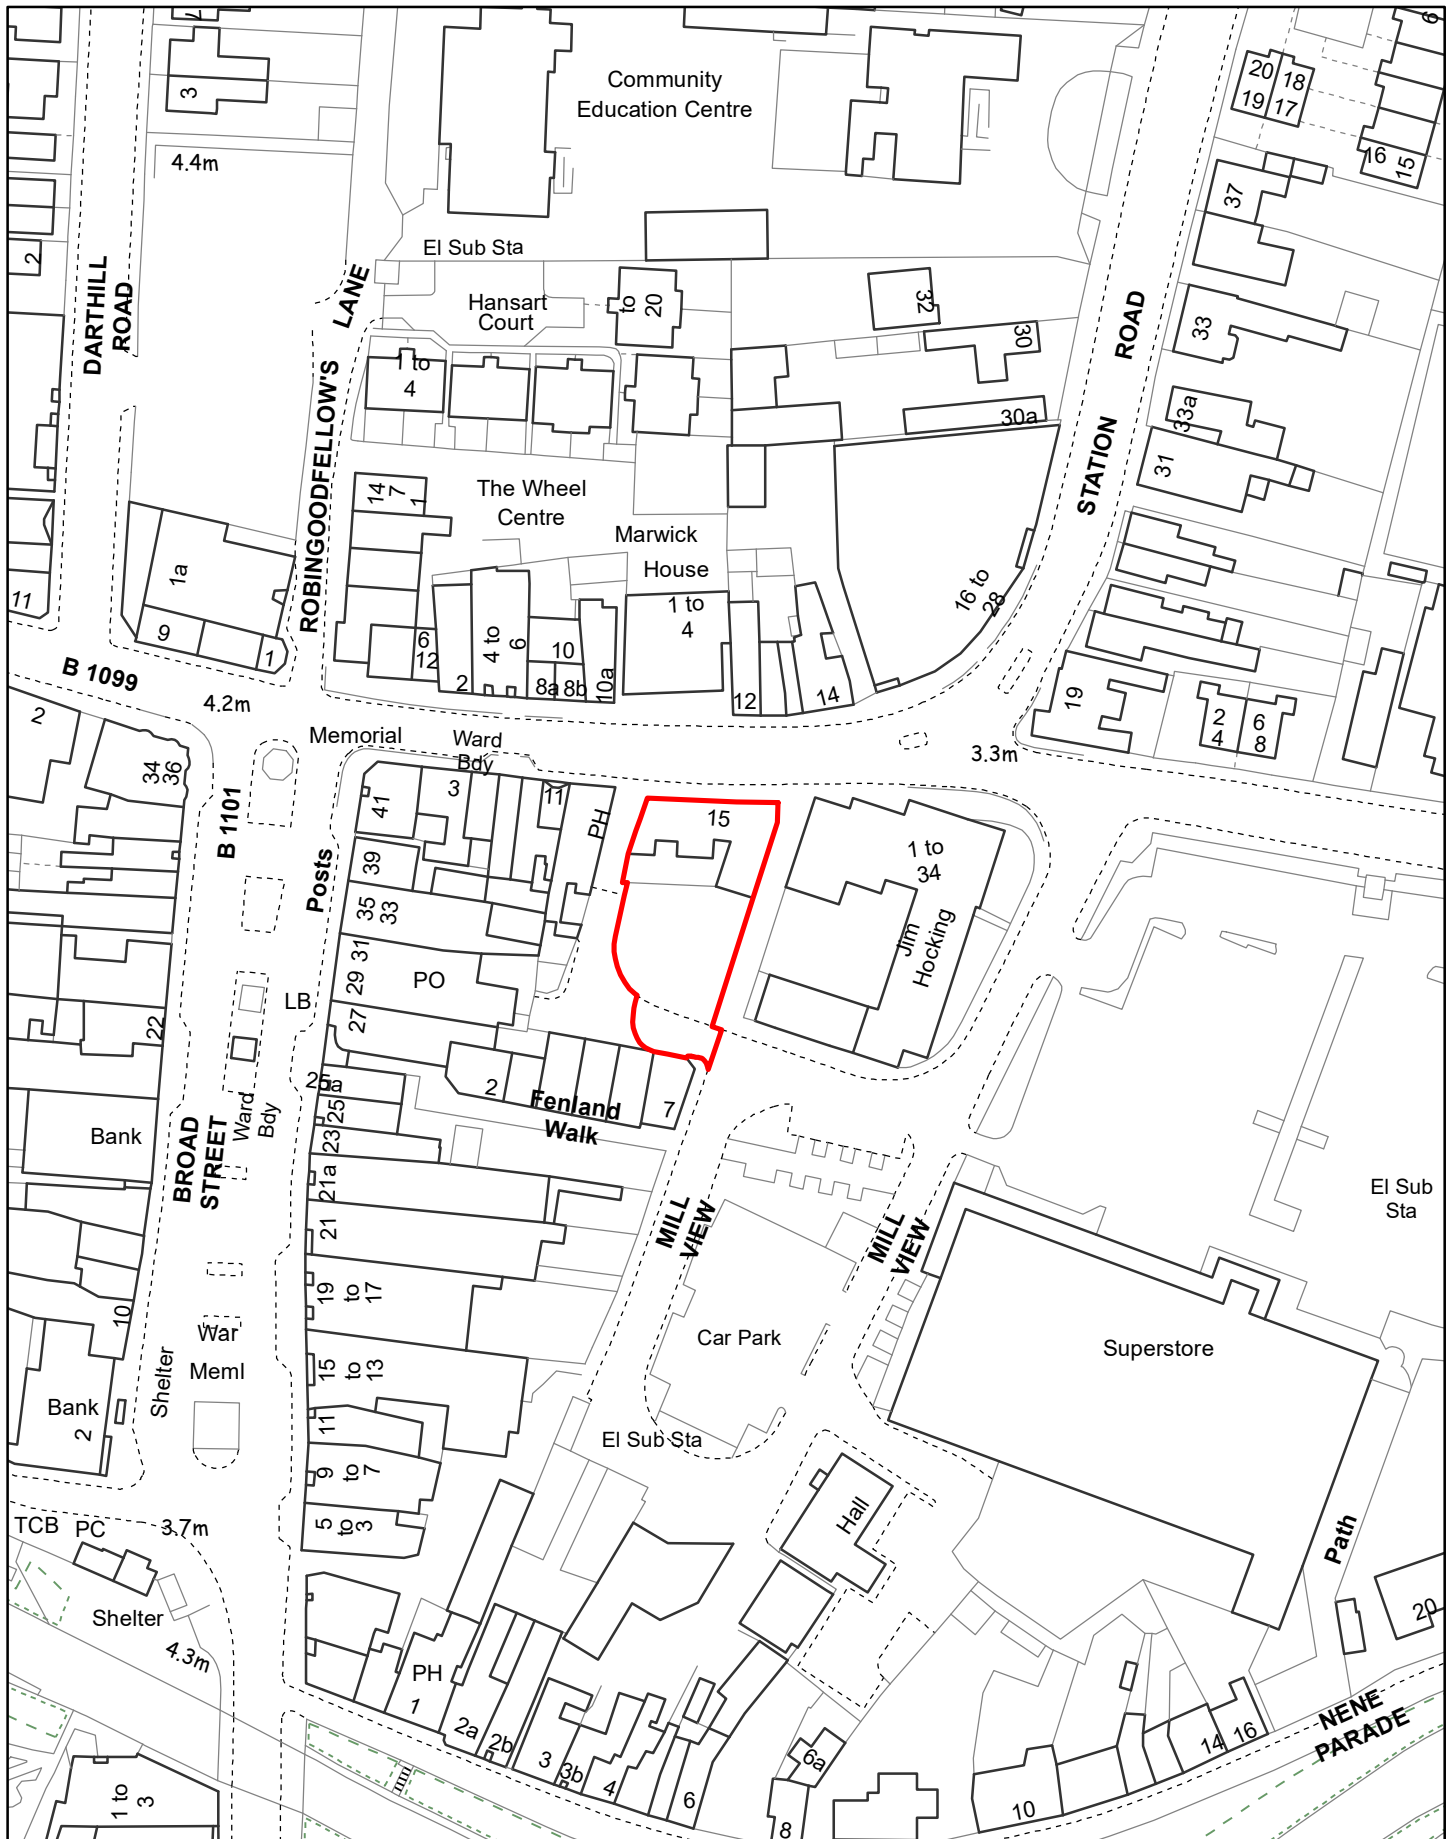 Community
Education Centre
3
4.4m
2
El Sub Sta
DARTHILL
ROAD
ROBINGOODFELLOW'S
LANE
Hansart
Court
to
20
1 to
4
32
30
30a
STATION
ROAD
20
19
18
17
16
15
37
33
33a
31
14
7
1
The Wheel
Centre
Marwick
House
1 to
4
16 to
28
1a
9
1
11
6
12
2
4 to
6
10
8a
8b
10a
12
14
19
2
4
6
8
B 1099
4.2m
3.3m
2
34
36
Memorial
Ward
Bdy
41
3
11
PH
15
1 to
34
Jim
Hocking
B 1101
Posts
39
35
33
31
29
PO
27
LB
22
25a
25
23
21a
21
2
Fenland
Walk
7
Bank
BROAD
STREET
Ward
Bdy
MILL
VIEW
MILL
VIEW
El Sub
Sta
19
to
17
10
War
Meml
Shelter
15
to
13
Car Park
Superstore
Bank
2
11
El Sub Sta
9
to
7
5
to
3
Hall
TCB
PC
3.7m
Path
Shelter
4.3m
PH
1
2a
2b
3
3b
4
6
6a
8
10
14
16
20
NENE
PARADE
1 to
3